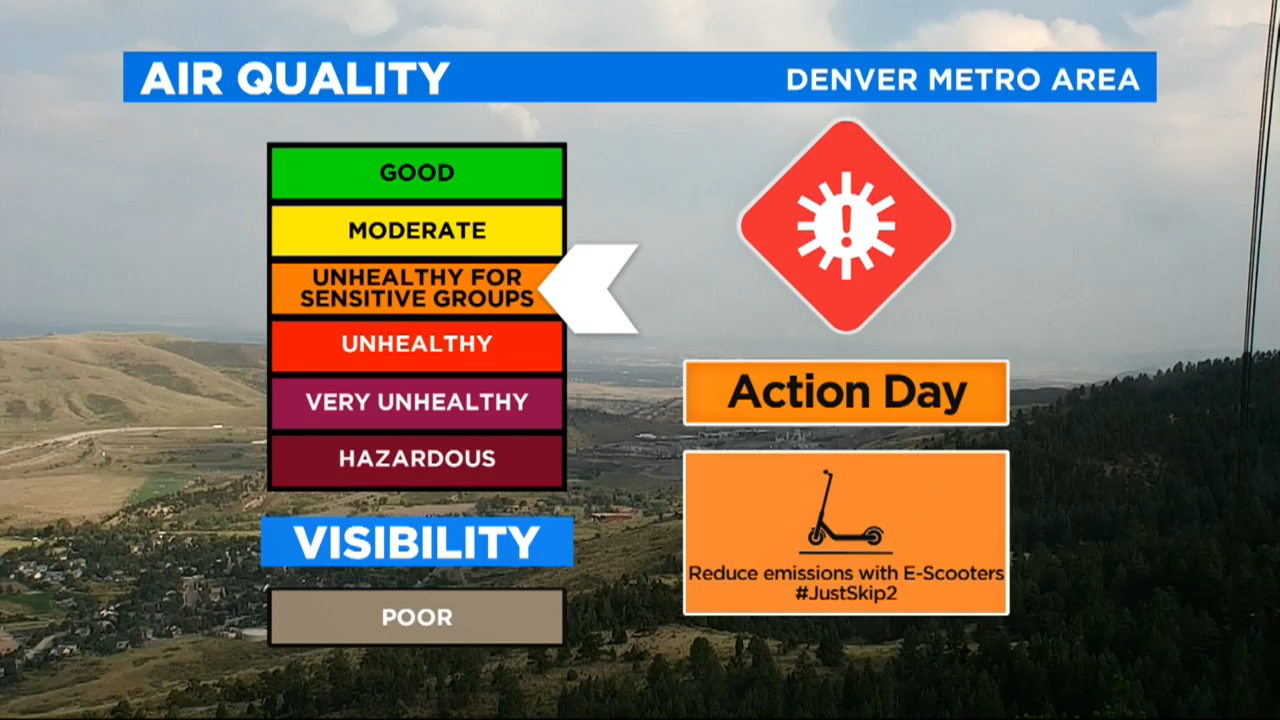 AIR QUALITY
DENVER METRO AREA
GOOD
MODERATE
UNHEALTHY FOR
SENSITIVE GROUPS
UNHEALTHY
VERY UNHEALTHY
HAZARDOUS
VISIBILITY
POOR
!
Action Day
Reduce emissions with E-Scooters
#JustSkip2